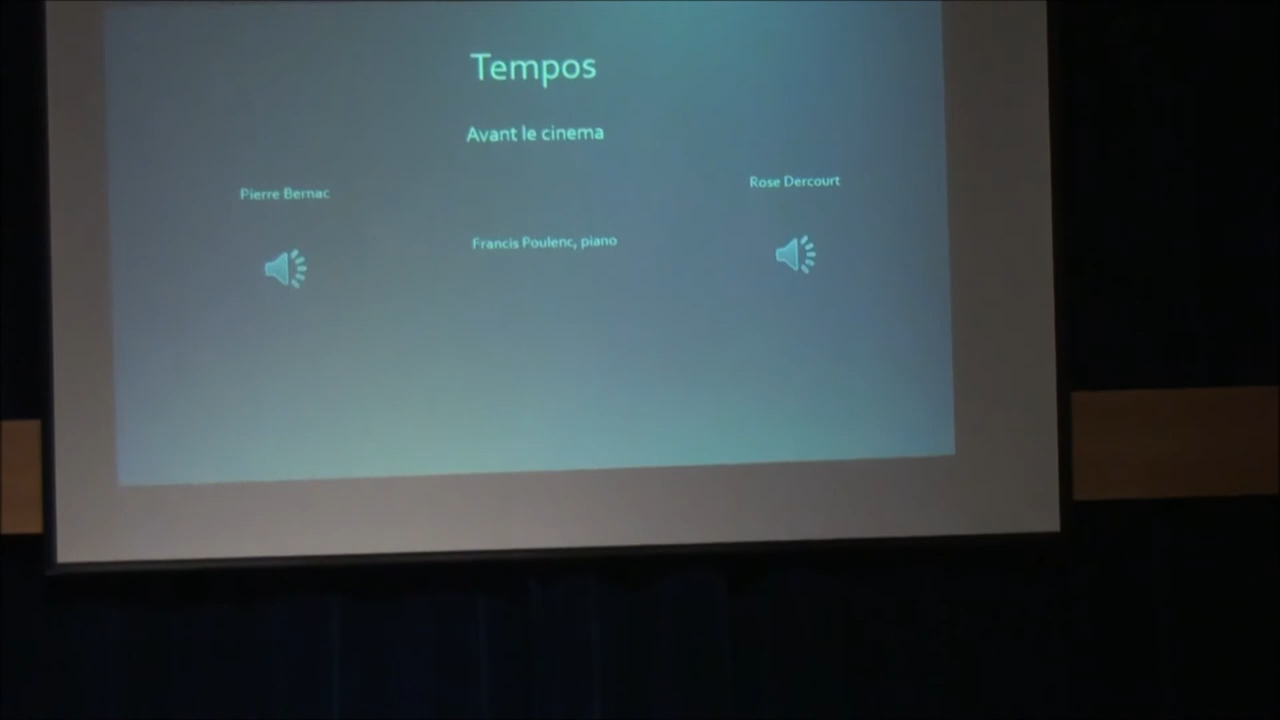 Tempos
Avant le cinema
Pierre Bernac
Rose Dercourt
Francis Poulenc, piano